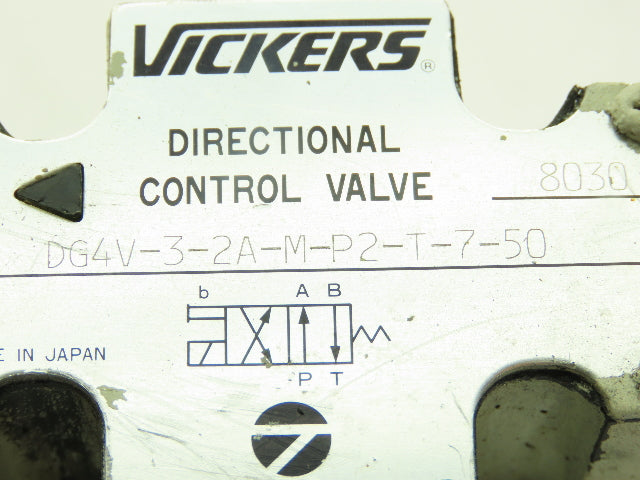 VICKERS®
DIRECTIONAL
CONTROL VALVE
8030
DG4V-3-2A-M-P2-T-7-50
b A B
P T
E IN JAPAN